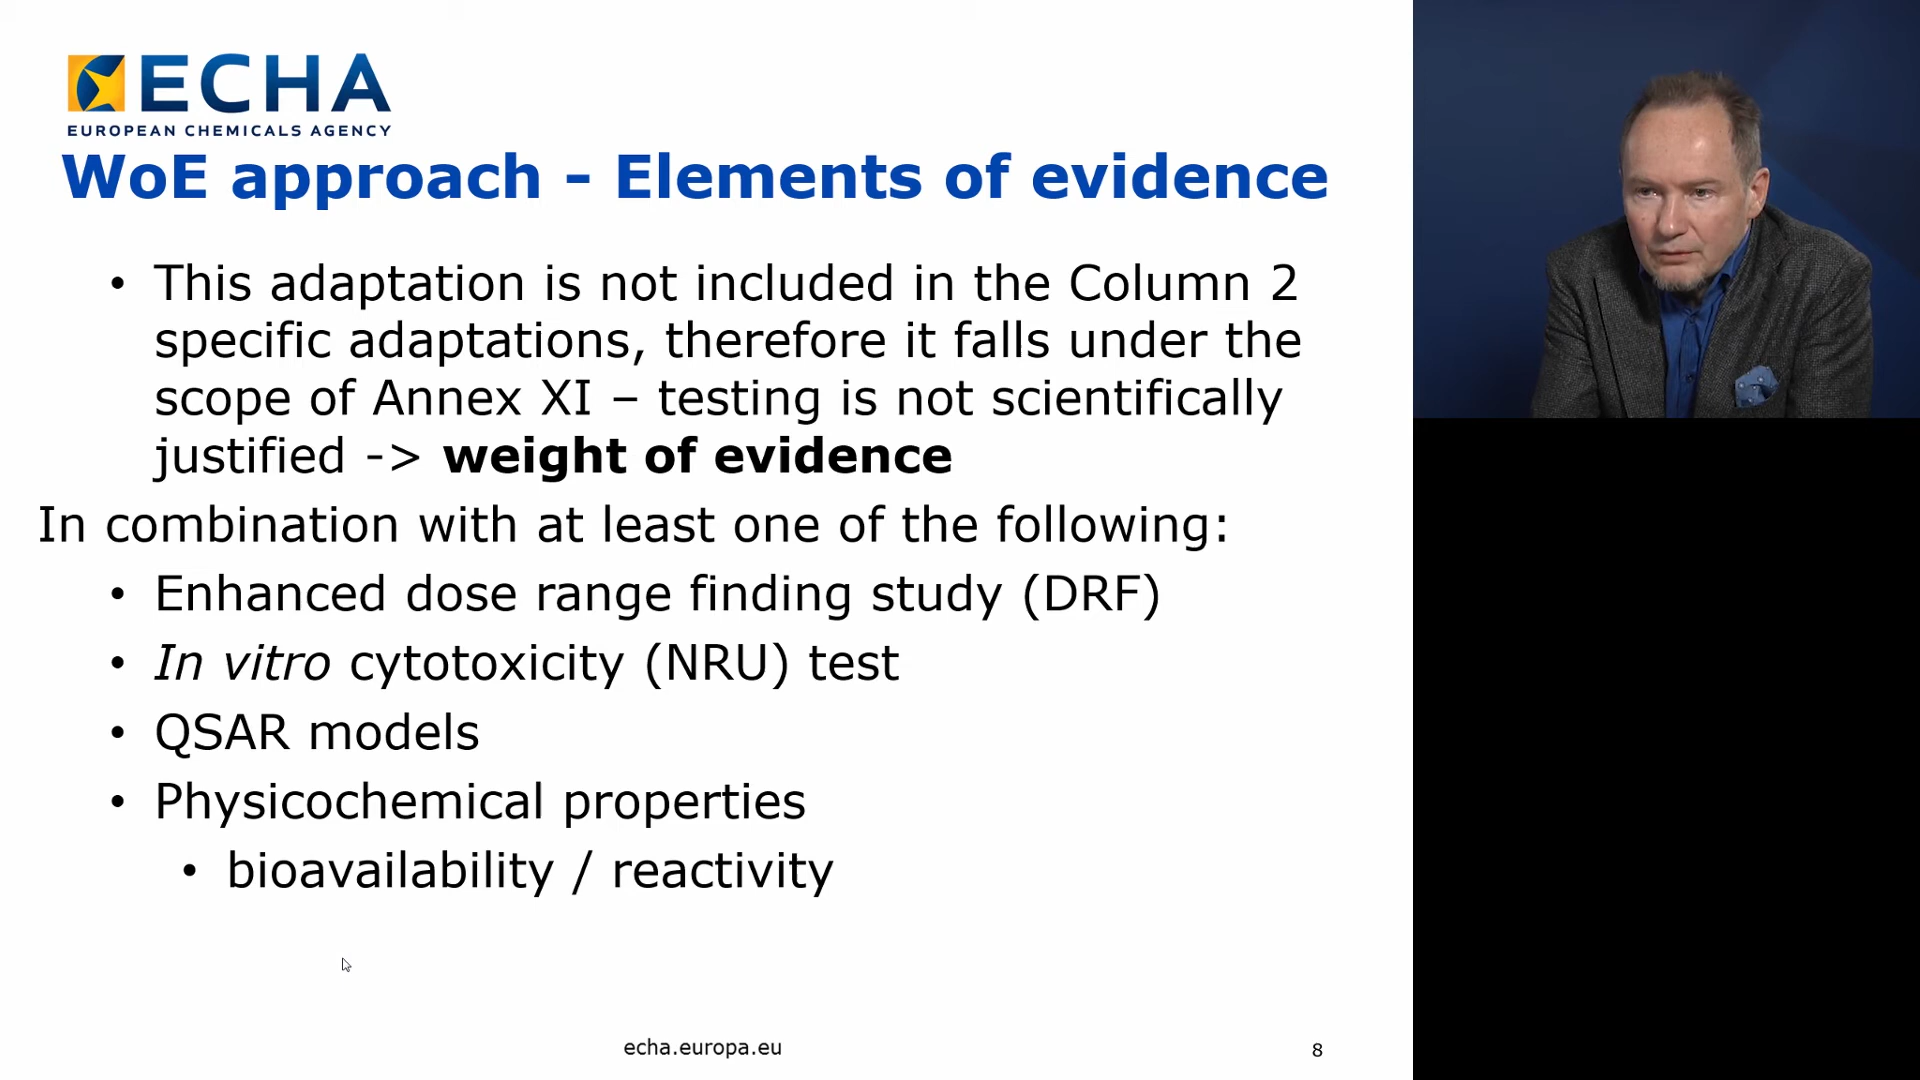 ECHA
EUROPEAN CHEMICALS AGENCY
WoE approach - Elements of evidence
• This adaptation is not included in the Column 2
specific adaptations, therefore it falls under the
scope of Annex XI – testing is not scientifically
justified -> weight of evidence
In combination with at least one of the following:
• Enhanced dose range finding study (DRF)
• In vitro cytotoxicity (NRU) test
• QSAR models
• Physicochemical properties
• bioavailability / reactivity
echa.europa.eu
8